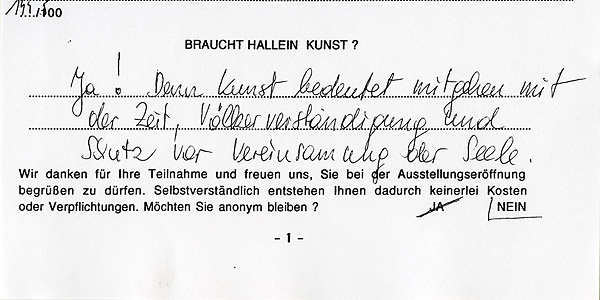 .../100
BRAUCHT HALLEIN KUNST ?
Ja! Denn Kunst bedeutet mitgehen mit
der Zeit, Völkerverständigung und
Schutz vor Vereinsamung der Seele.
Wir danken für Ihre Teilnahme und freuen uns, Sie bei der Ausstellungseröffnung
begrüßen zu dürfen. Selbstverständlich entstehen Ihnen dadurch keinerlei Kosten
oder Verpflichtungen. Möchten Sie anonym bleiben ? JA NEIN
- 1 -